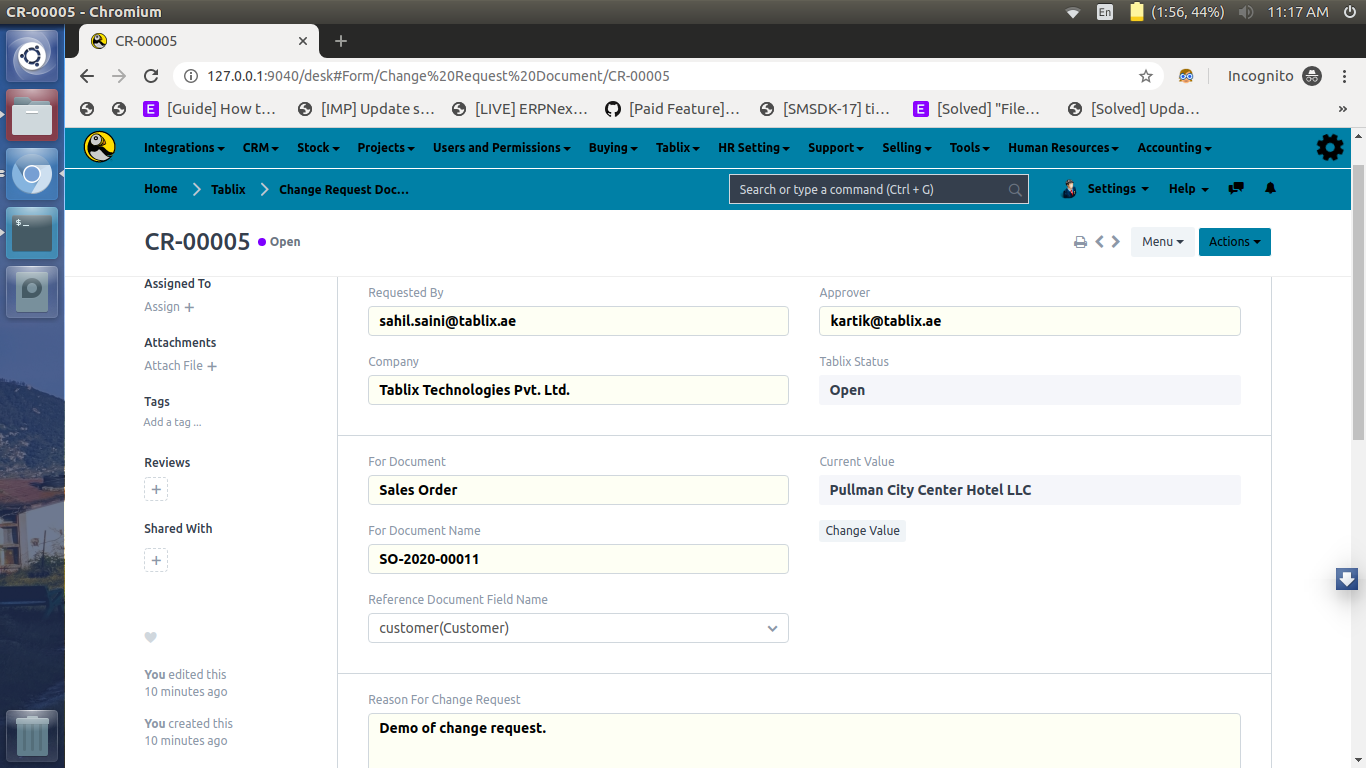 CR-00005 - Chromium
En (1:56, 44%) 11:17 AM
CR-00005
127.0.0.1:9040/desk#Form/Change%20Request%20Document/CR-00005
Incognito
[Guide] How t... [IMP] Update s... [LIVE] ERPNex... [Paid Feature]... [SMSDK-17] ti... [Solved] "File... [Solved] Upda... »
Integrations CRM Stock Projects Users and Permissions Buying Tablix HR Setting Support Selling Tools Human Resources Accounting
Home Tablix Change Request Doc...
Search or type a command (Ctrl + G)
Settings Help
CR-00005 Open
Menu Actions
Assigned To
Assign +
Attachments
Attach File +
Tags
Add a tag ...
Reviews
+
Shared With
+
You edited this
10 minutes ago
You created this
10 minutes ago
Requested By
sahil.saini@tablix.ae
Company
Tablix Technologies Pvt. Ltd.
Approver
kartik@tablix.ae
Tablix Status
Open
For Document
Sales Order
For Document Name
SO-2020-00011
Reference Document Field Name
customer(Customer)
Current Value
Pullman City Center Hotel LLC
Change Value
Reason For Change Request
Demo of change request.